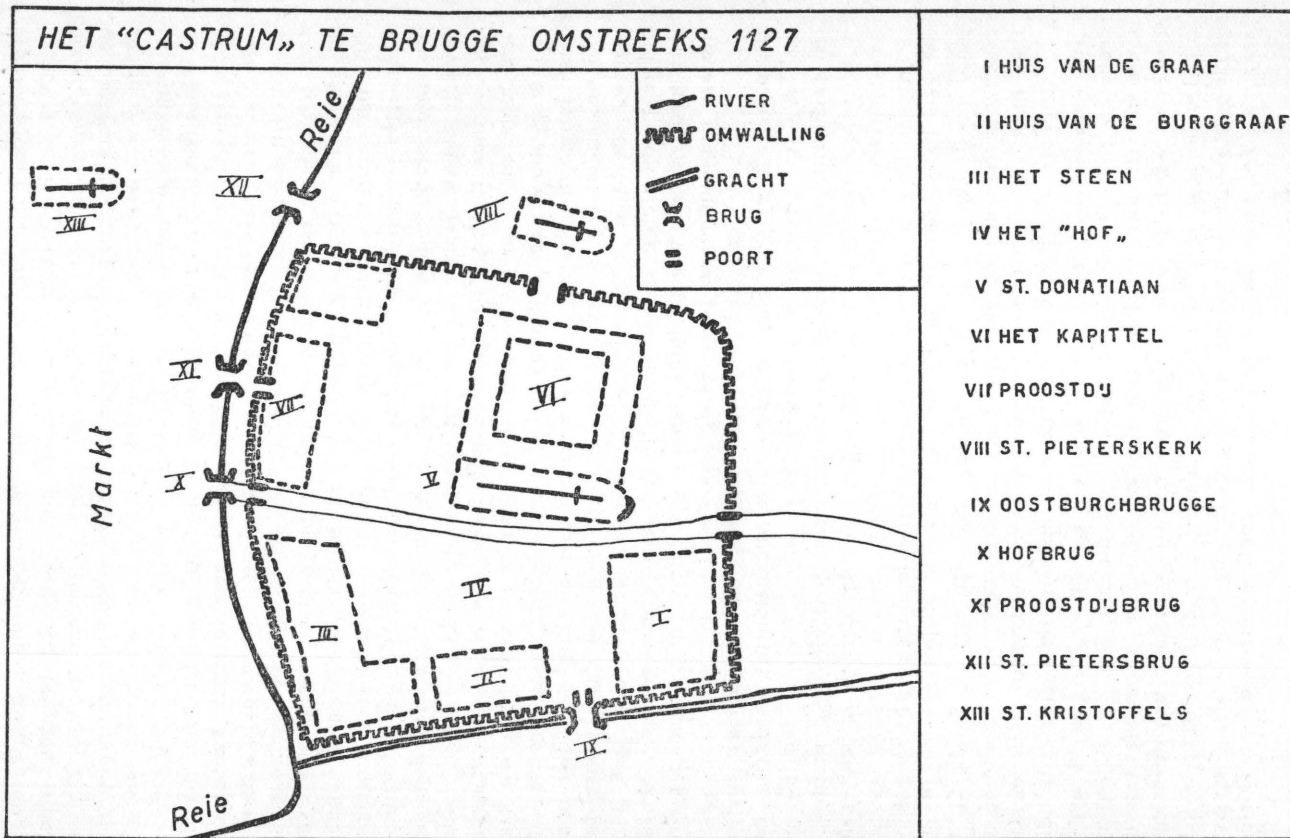 HET "CASTRUM„ TE BRUGGE OMSTREEKS 1127
Reie
XII
XIII
VIII
RIVIER
OMWALLING
GRACHT
BRUG
POORT
XI
VII
VI
Markt
X
V
IV
III
I
II
IX
Reie
I HUIS VAN DE GRAAF
II HUIS VAN DE BURGGRAAF
III HET STEEN
IV HET "HOF„
V ST. DONATIAAN
VI HET KAPITTEL
VII PROOSTDIJ
VIII ST. PIETERSKERK
IX OOSTBURCHBRUGGE
X HOFBRUG
XI PROOSTDIJBRUG
XII ST. PIETERSBRUG
XIII ST. KRISTOFFELS